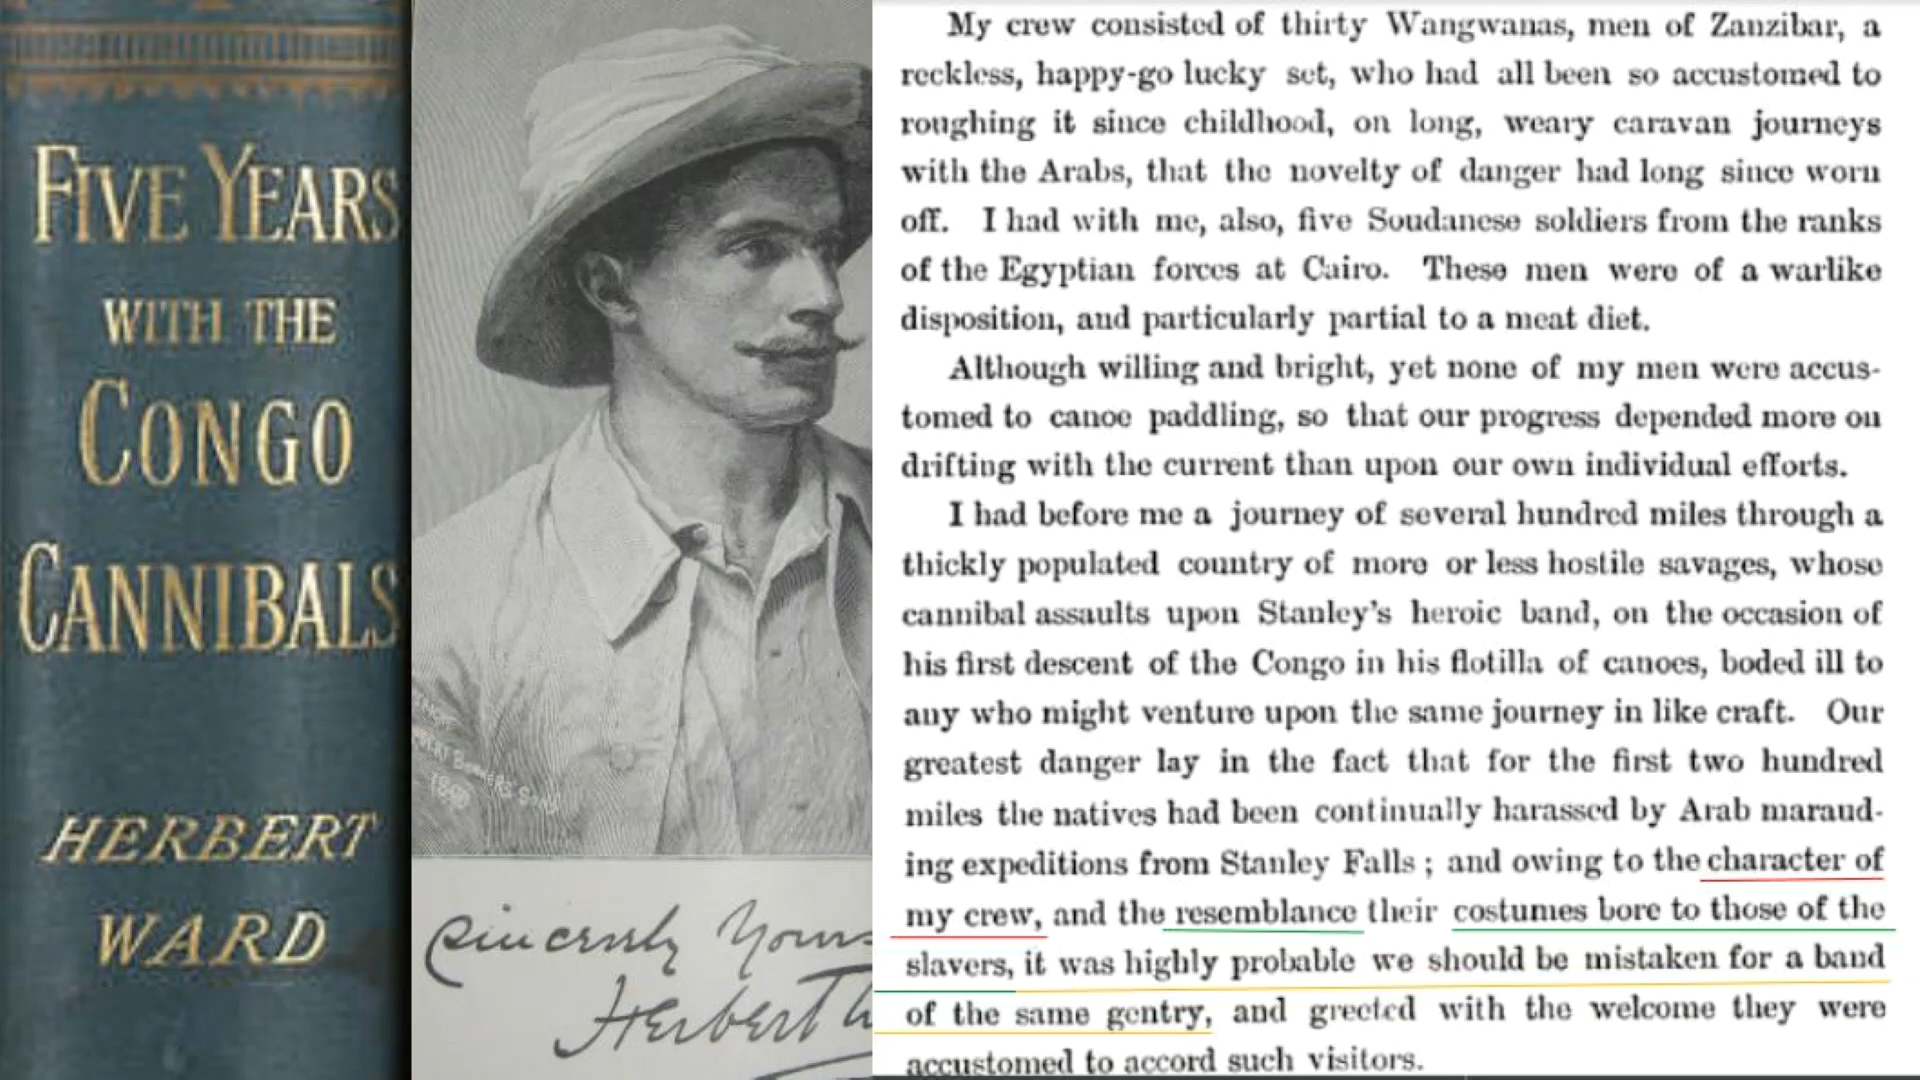 FIVE YEARS
WITH THE
CONGO
CANNIBALS
HERBERT
WARD
1890
Sincerely Yours
Herbert
My crew consisted of thirty Wangwanas, men of Zanzibar, a
reckless, happy-go lucky set, who had all been so accustomed to
roughing it since childhood, on long, weary caravan journeys
with the Arabs, that the novelty of danger had long since worn
off. I had with me, also, five Soudanese soldiers from the ranks
of the Egyptian forces at Cairo. These men were of a warlike
disposition, and particularly partial to a meat diet.
Although willing and bright, yet none of my men were accus-
tomed to canoe paddling, so that our progress depended more on
drifting with the current than upon our own individual efforts.
I had before me a journey of several hundred miles through a
thickly populated country of more or less hostile savages, whose
cannibal assaults upon Stanley's heroic band, on the occasion of
his first descent of the Congo in his flotilla of canoes, boded ill to
any who might venture upon the same journey in like craft. Our
greatest danger lay in the fact that for the first two hundred
miles the natives had been continually harassed by Arab maraud-
ing expeditions from Stanley Falls ; and owing to the character of
my crew, and the resemblance their costumes bore to those of the
slavers, it was highly probable we should be mistaken for a band
of the same gentry, and greeted with the welcome they were
accustomed to accord such visitors.